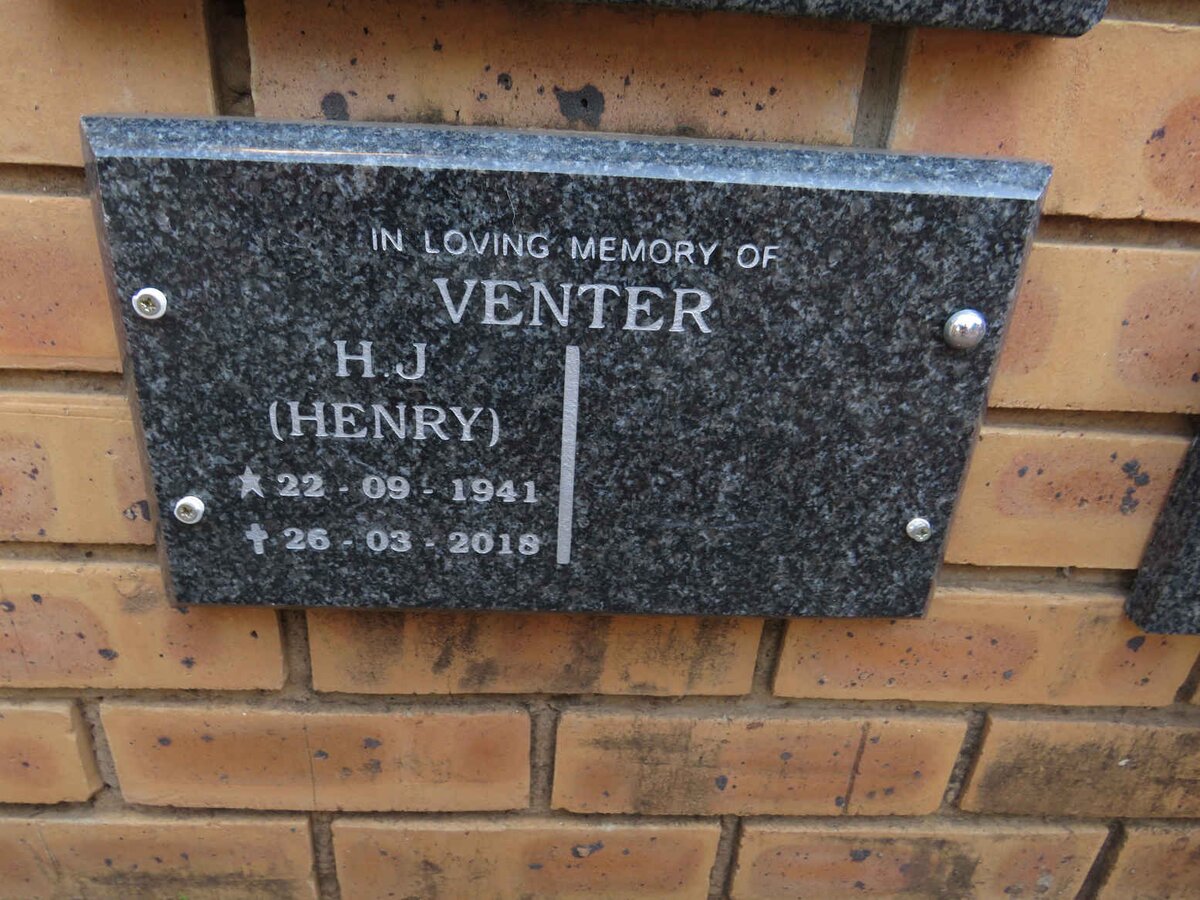 IN LOVING MEMORY OF
VENTER
H.J
(HENRY)
★ 22 - 09 - 1941
✝ 26 - 03 - 2018